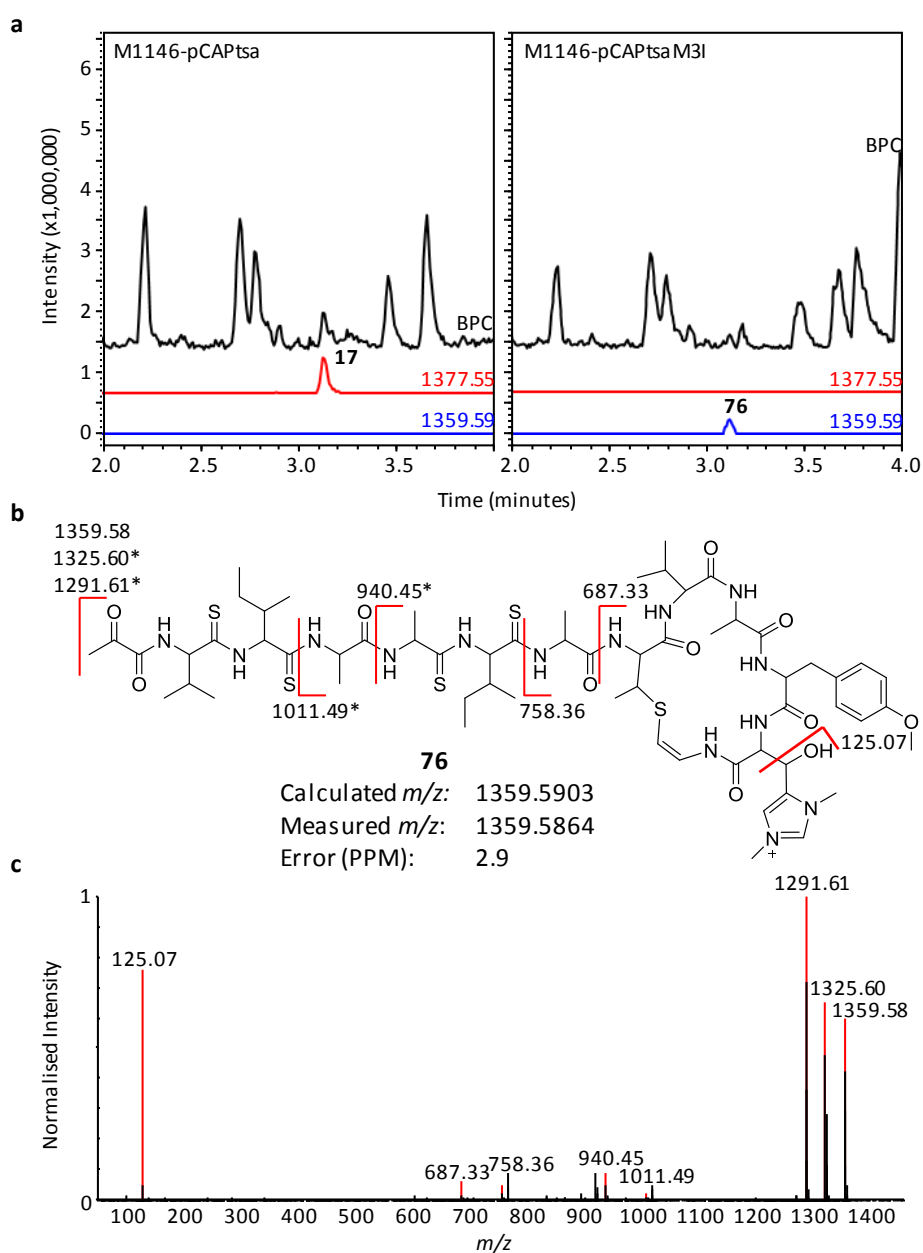 a
M1146-pCAPtsa
M1146-pCAPtsaM3I
Intensity (x1,000,000)
6
5
4
3
2
1
0
BPC
17
1377.55
1359.59
BPC
1377.55
76
1359.59
2.0 2.5 3.0 3.5 2.0 2.5 3.0 3.5 4.0
Time (minutes)
b
1359.58
1325.60*
1291.61*
940.45*
687.33
1011.49*
758.36
125.07
O
O
H
N
S
N
H
S
H
N
O
N
H
S
H
N
S
N
H
O
H
N
O
HN
O
NH
O
HN
O
O
NH
OH
O
H
N
S
N
N
+
76
Calculated m/z: 1359.5903
Measured m/z: 1359.5864
Error (PPM): 2.9
c
Normalised Intensity
1
0
125.07
687.33
758.36
940.45
1011.49
1291.61
1325.60
1359.58
100 200 300 400 500 600 700 800 900 1000 1100 1200 1300 1400
m/z